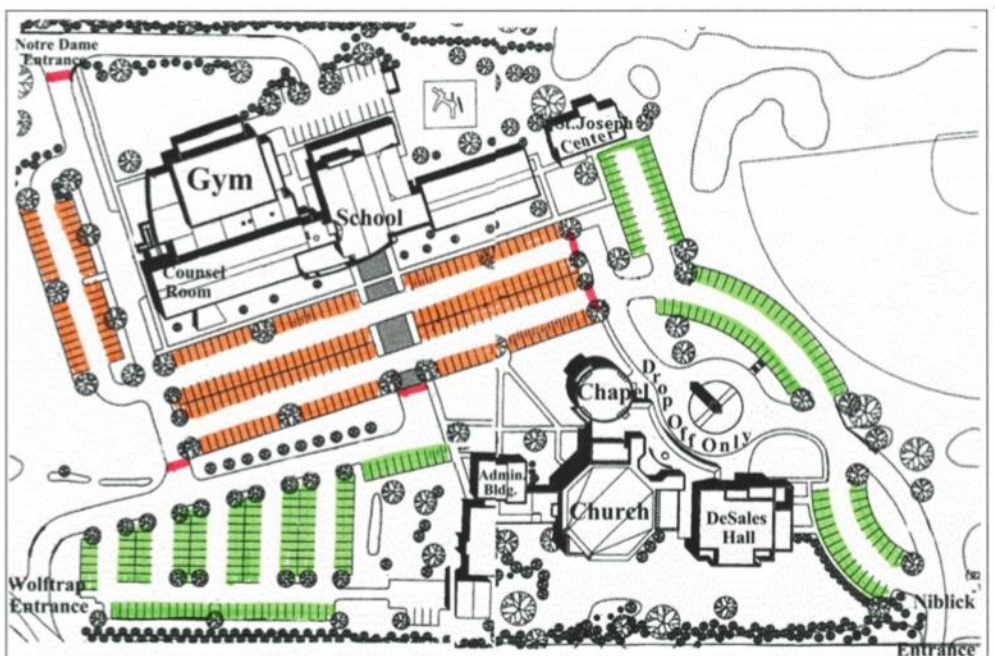 Notre Dame
Entrance
St.Joseph
Center
Gym
School
Counsel
Room
Chapel
Drop Off Only
Admin.
Bldg.
Church
DeSales
Hall
Wolftrap
Entrance
Niblick
Entrance